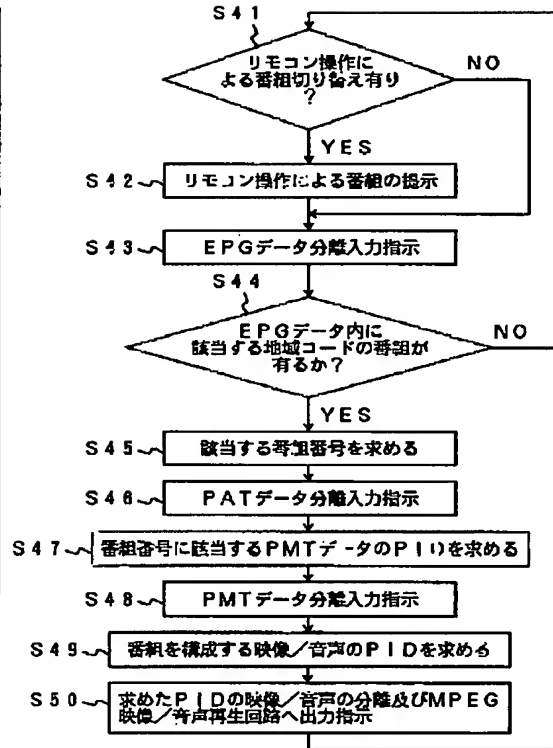 S41
リモコン操作に
よる番組切り替え有り
?
NO
YES
S42
リモコン操作による番組の提示
S43
EPGデータ分離入力指示
S44
EPGデータ内に
該当する地域コードの番組が
有るか?
NO
YES
S45
該当する番組番号を求める
S46
PATデータ分離入力指示
S47
番組番号に該当するPMTデータのPIDを求める
S48
PMTデータ分離入力指示
S49
番組を構成する映像/音声のPIDを求める
S50
求めたPIDの映像/音声の分離及びMPEG
映像/音声再生回路へ出力指示